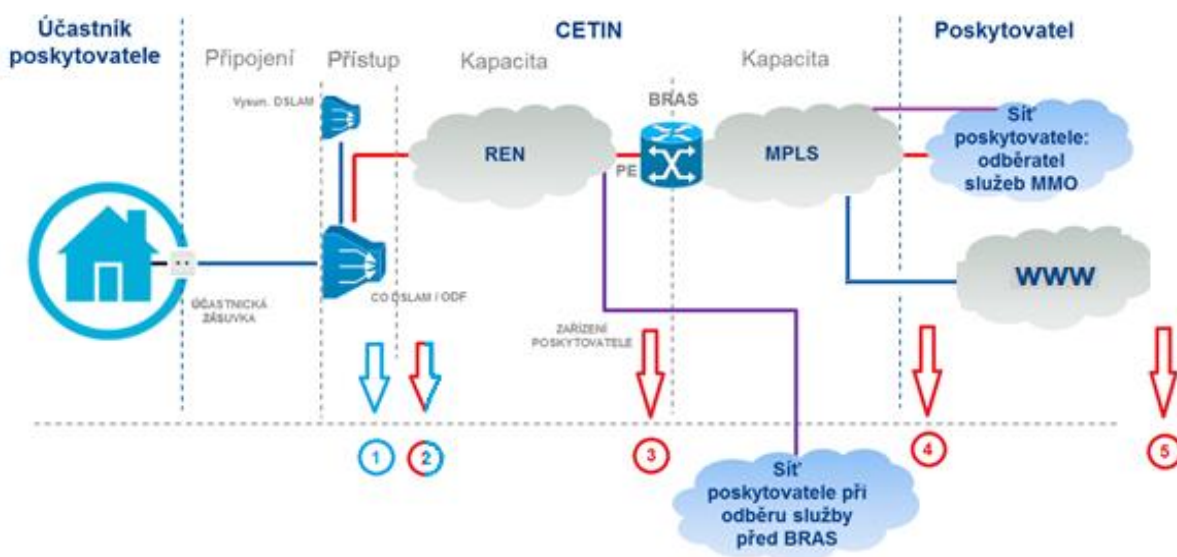 Účastník
poskytovatele
CETIN
Poskytovatel
Připojení
Přístup
Kapacita
Kapacita
Vysun. DSLAM
BRAS
REN
PE
MPLS
Síť
poskytovatele:
odběratel
služeb MMO
WWW
ÚČASTNICKÁ
ZÁSUVKA
CO DSLAM / ODF
ZAŘÍZENÍ
POSKYTOVATELE
1
2
3
4
5
Síť
poskytovatele při
odběru služby
před BRAS